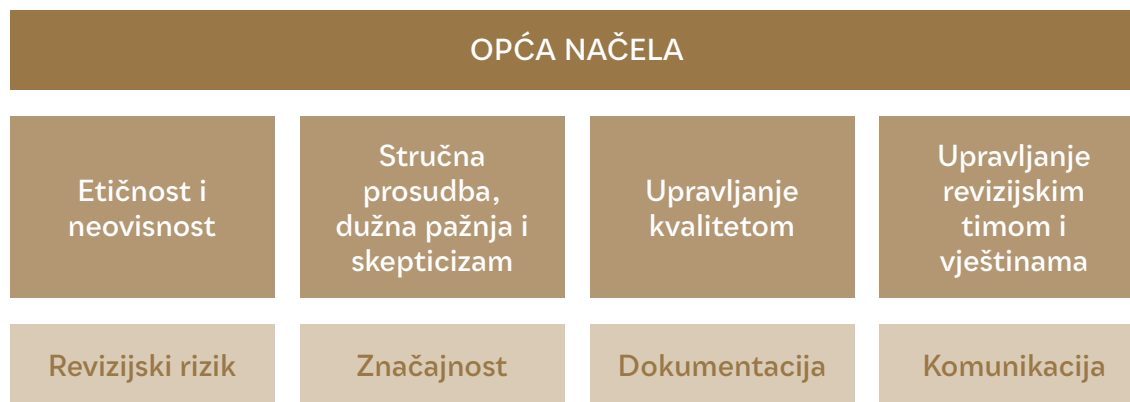 OPĆA NAČELA
Etičnost i
neovisnost
Stručna
prosudba,
dužna pažnja i
skepticizam
Upravljanje
kvalitetom
Upravljanje
revizijskim
timom i
vještinama
Revizijski rizik
Značajnost
Dokumentacija
Komunikacija